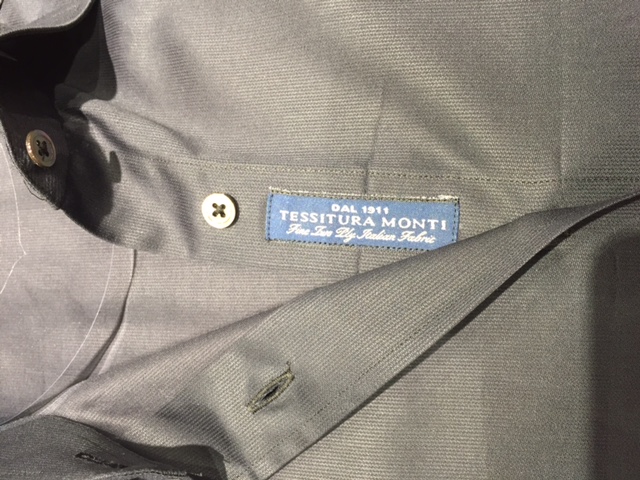 DAL 1911
TESSITURA MONTI
Fine Two Ply Italian Fabric